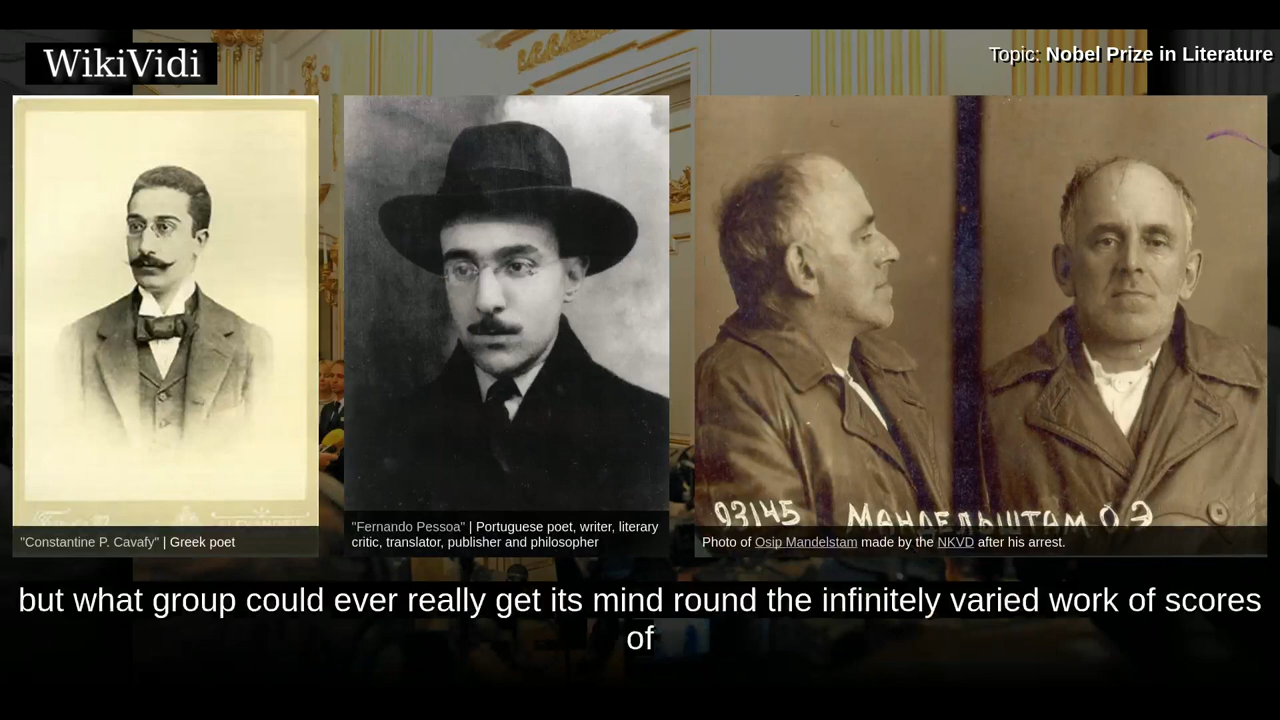 WikiVidi
Topic: Nobel Prize in Literature
"Constantine P. Cavafy" | Greek poet
"Fernando Pessoa" | Portuguese poet, writer, literary
critic, translator, publisher and philosopher
93145 МАНДЕЛЬШТАМ О Э
Photo of Osip Mandelstam made by the NKVD after his arrest.
but what group could ever really get its mind round the infinitely varied work of scores
of